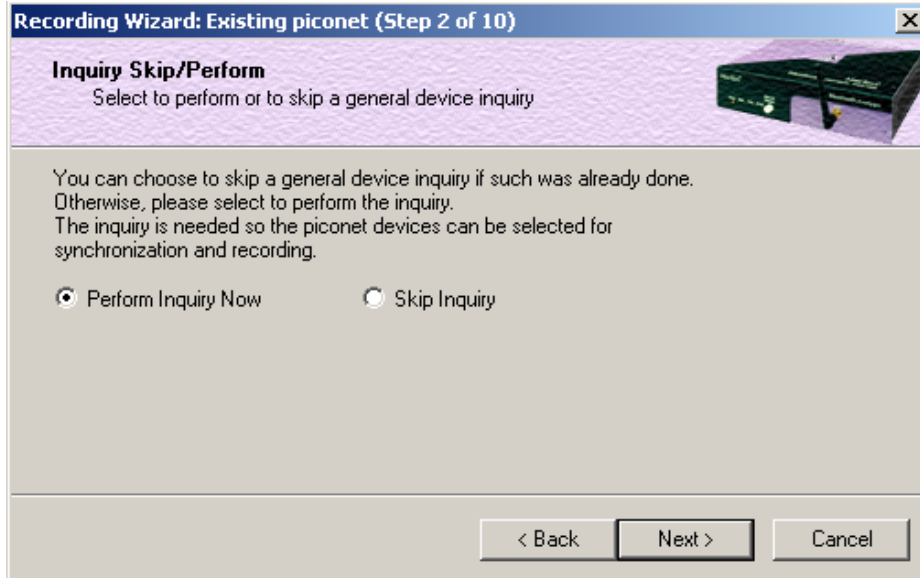 Recording Wizard: Existing piconet (Step 2 of 10)
Inquiry Skip/Perform
Select to perform or to skip a general device inquiry
You can choose to skip a general device inquiry if such was already done.
Otherwise, please select to perform the inquiry.
The inquiry is needed so the piconet devices can be selected for
synchronization and recording.
Perform Inquiry Now Skip Inquiry
< Back Next > Cancel